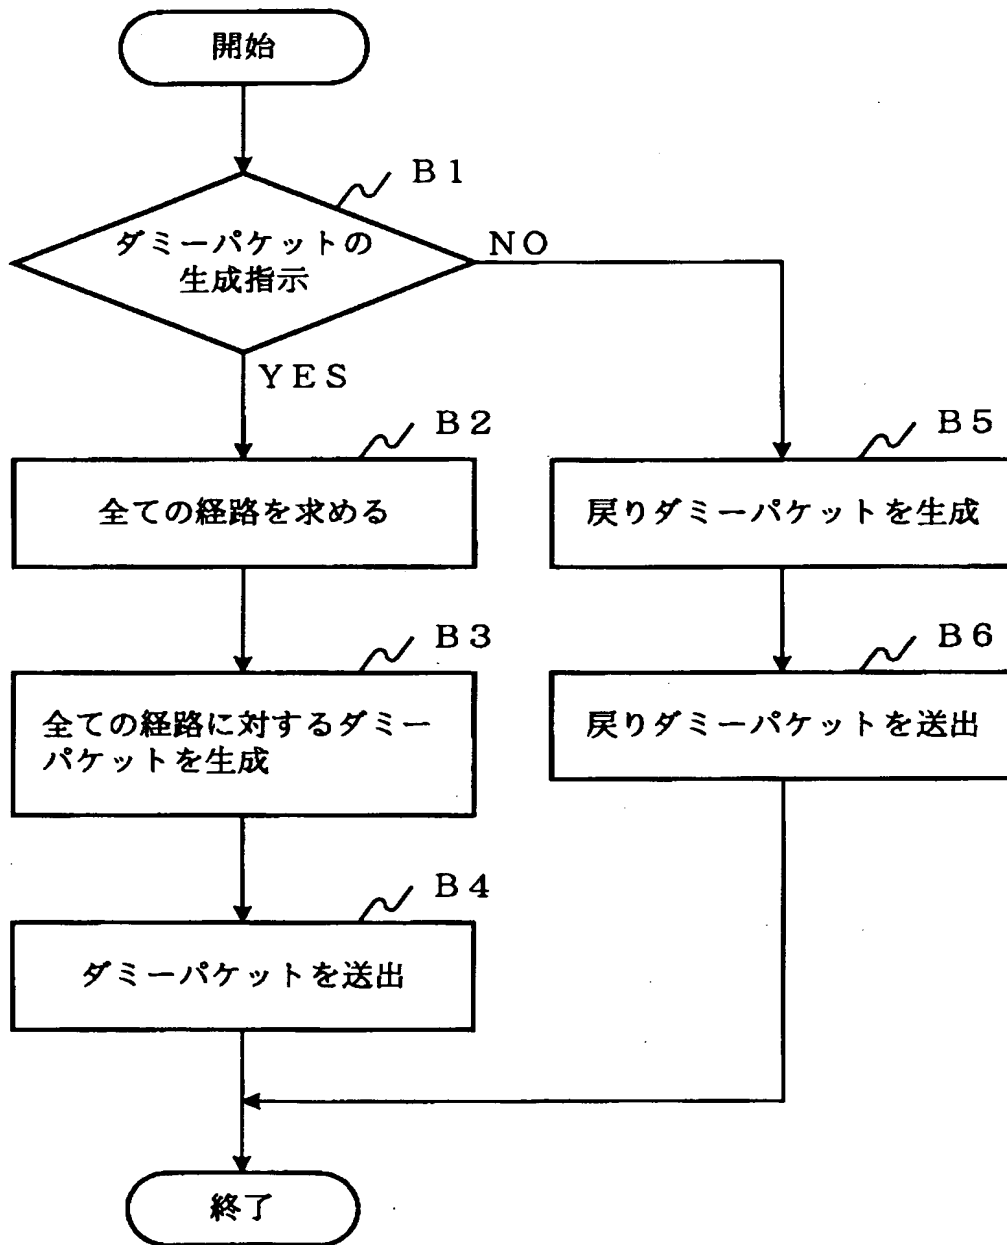 開始
B1
ダミーパケットの
生成指示
NO
YES
B2
全ての経路を求める
B3
全ての経路に対するダミー
パケットを生成
B4
ダミーパケットを送出
B5
戻りダミーパケットを生成
B6
戻りダミーパケットを送出
終了